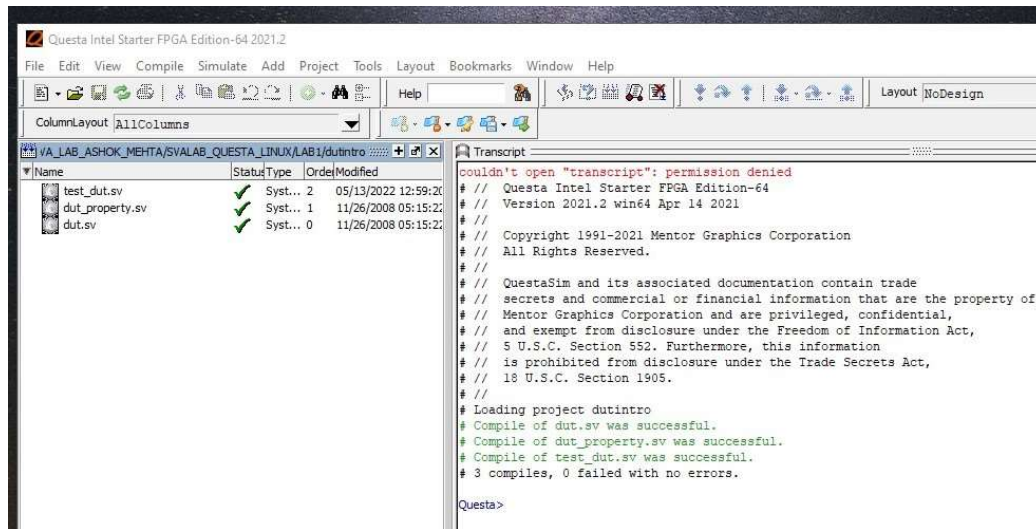 Questa Intel Starter FPGA Edition-64 2021.2
File Edit View Compile Simulate Add Project Tools Layout Bookmarks Window Help
Help
Layout NoDesign
ColumnLayout AllColumns
VA_LAB_ASHOK_MEHTA/SVALAB_QUESTA_LINUX/LAB1/dutintro
Name Status Type Order Modified
test_dut.sv Syst... 2 05/13/2022 12:59:20
dut_property.sv Syst... 1 11/26/2008 05:15:22
dut.sv Syst... 0 11/26/2008 05:15:22
Transcript
couldn't open "transcript": permission denied
# // Questa Intel Starter FPGA Edition-64
# // Version 2021.2 win64 Apr 14 2021
# //
# // Copyright 1991-2021 Mentor Graphics Corporation
# // All Rights Reserved.
# //
# // QuestaSim and its associated documentation contain trade
# // secrets and commercial or financial information that are the property of
# // Mentor Graphics Corporation and are privileged, confidential,
# // and exempt from disclosure under the Freedom of Information Act,
# // 5 U.S.C. Section 552. Furthermore, this information
# // is prohibited from disclosure under the Trade Secrets Act,
# // 18 U.S.C. Section 1905.
# //
# Loading project dutintro
# Compile of dut.sv was successful.
# Compile of dut_property.sv was successful.
# Compile of test_dut.sv was successful.
# 3 compiles, 0 failed with no errors.
Questa>